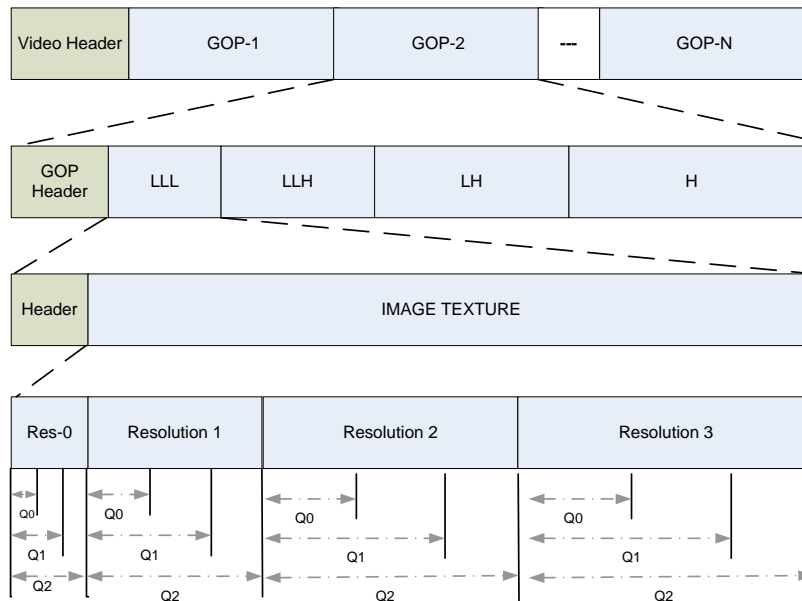 Video Header GOP-1 GOP-2 --- GOP-N
GOP
Header
LLL LLH LH H
Header IMAGE TEXTURE
Res-0 Resolution 1 Resolution 2 Resolution 3
Q0 Q0 Q0 Q0
Q1 Q1 Q1 Q1
Q2 Q2 Q2 Q2